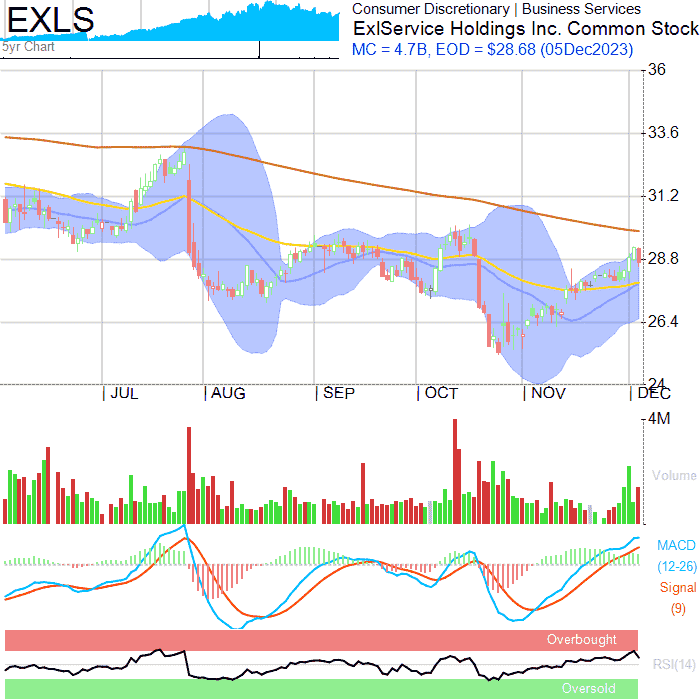 EXLS
5yr Chart
Consumer Discretionary | Business Services
ExlService Holdings Inc. Common Stock
MC = 4.7B, EOD = $28.68 (05Dec2023)
36
33.6
31.2
28.8
26.4
24
JUL AUG SEP OCT NOV DEC
4M
Volume
MACD
(12-26)
Signal
(9)
Overbought
RSI(14)
Oversold